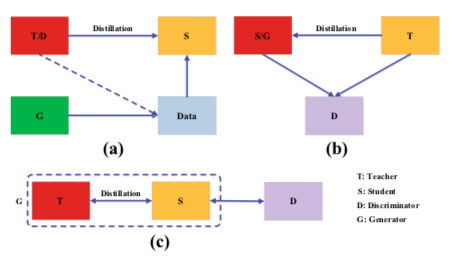 T/D
Distillation
S
G
Data
(a)
S/G
Distillation
T
D
(b)
G
T
Distillation
S
D
(c)
T: Teacher
S: Student
D: Discriminator
G: Generator